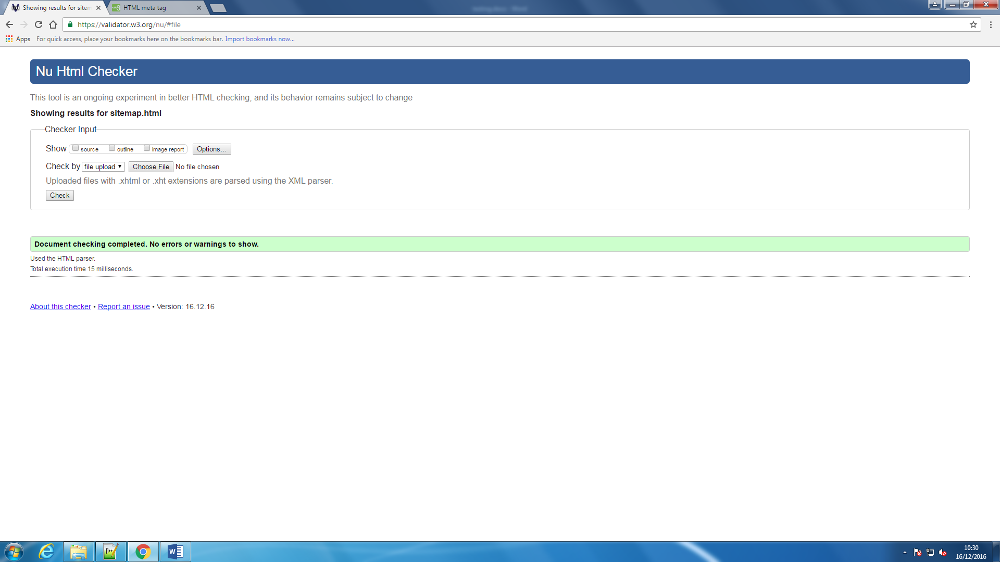 Showing results for sitem
HTML meta tag
https://validator.w3.org/nu/#file
Apps For quick access, place your bookmarks here on the bookmarks bar. Import bookmarks now...
Nu Html Checker
This tool is an ongoing experiment in better HTML checking, and its behavior remains subject to change
Showing results for sitemap.html
Checker Input
Show source outline image report Options...
Check by file upload Choose File No file chosen
Uploaded files with .xhtml or .xht extensions are parsed using the XML parser.
Check
Document checking completed. No errors or warnings to show.
Used the HTML parser.
Total execution time 15 milliseconds.
About this checker • Report an issue • Version: 16.12.16
10:30
16/12/2016